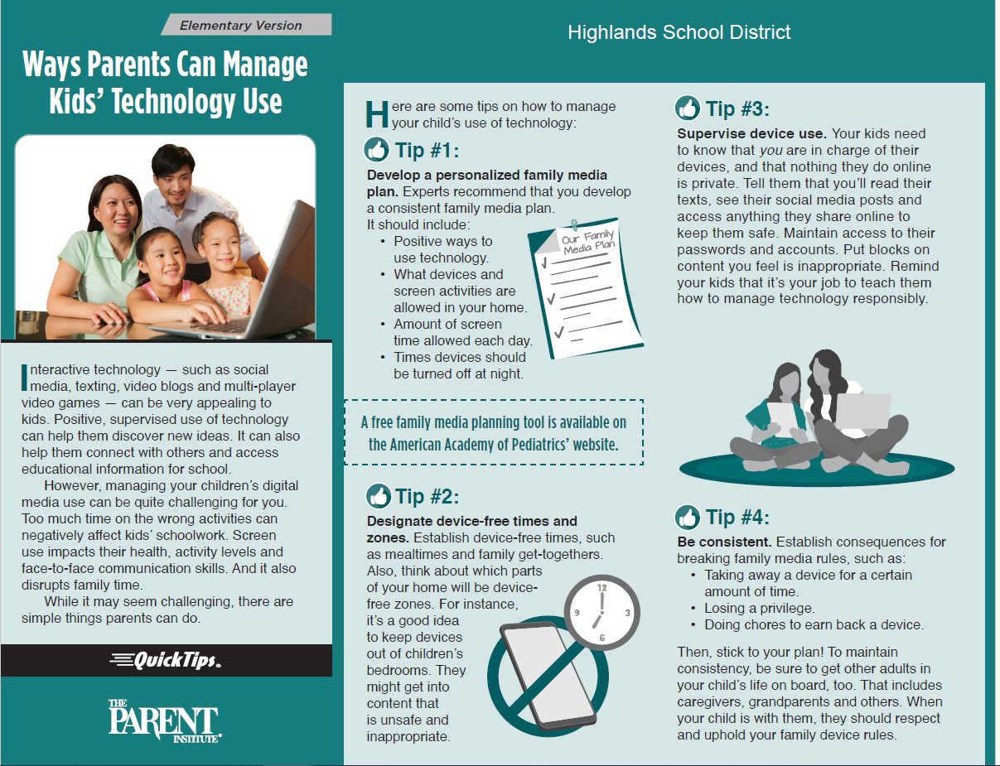 Elementary Version
Ways Parents Can Manage
Kids’ Technology Use
Interactive technology — such as social
media, texting, video blogs and multi-player
video games — can be very appealing to
kids. Positive, supervised use of technology
can help them discover new ideas. It can also
help them connect with others and access
educational information for school.
However, managing your children’s digital
media use can be quite challenging for you.
Too much time on the wrong activities can
negatively affect kids’ schoolwork. Screen
use impacts their health, activity levels and
face-to-face communication skills. And it also
disrupts family time.
While it may seem challenging, there are
simple things parents can do.
QuickTips®
THE
PARENT
INSTITUTE®
Highlands School District
Here are some tips on how to manage
your child’s use of technology:
Tip #1:
Develop a personalized family media
plan. Experts recommend that you develop
a consistent family media plan.
It should include:
• Positive ways to
use technology.
• What devices and
screen activities are
allowed in your home.
• Amount of screen
time allowed each day.
• Times devices should
be turned off at night.
Our Family
Media Plan
A free family media planning tool is available on
the American Academy of Pediatrics’ website.
Tip #2:
Designate device-free times and
zones. Establish device-free times, such
as mealtimes and family get-togethers.
Also, think about which parts
of your home will be device-
free zones. For instance,
it’s a good idea
to keep devices
out of children’s
bedrooms. They
might get into
content that
is unsafe and
inappropriate.
12
9 3
6
Tip #3:
Supervise device use. Your kids need
to know that you are in charge of their
devices, and that nothing they do online
is private. Tell them that you’ll read their
texts, see their social media posts and
access anything they share online to
keep them safe. Maintain access to their
passwords and accounts. Put blocks on
content you feel is inappropriate. Remind
your kids that it’s your job to teach them
how to manage technology responsibly.
Tip #4:
Be consistent. Establish consequences for
breaking family media rules, such as:
• Taking away a device for a certain
amount of time.
• Losing a privilege.
• Doing chores to earn back a device.
Then, stick to your plan! To maintain
consistency, be sure to get other adults in
your child’s life on board, too. That includes
caregivers, grandparents and others. When
your child is with them, they should respect
and uphold your family device rules.